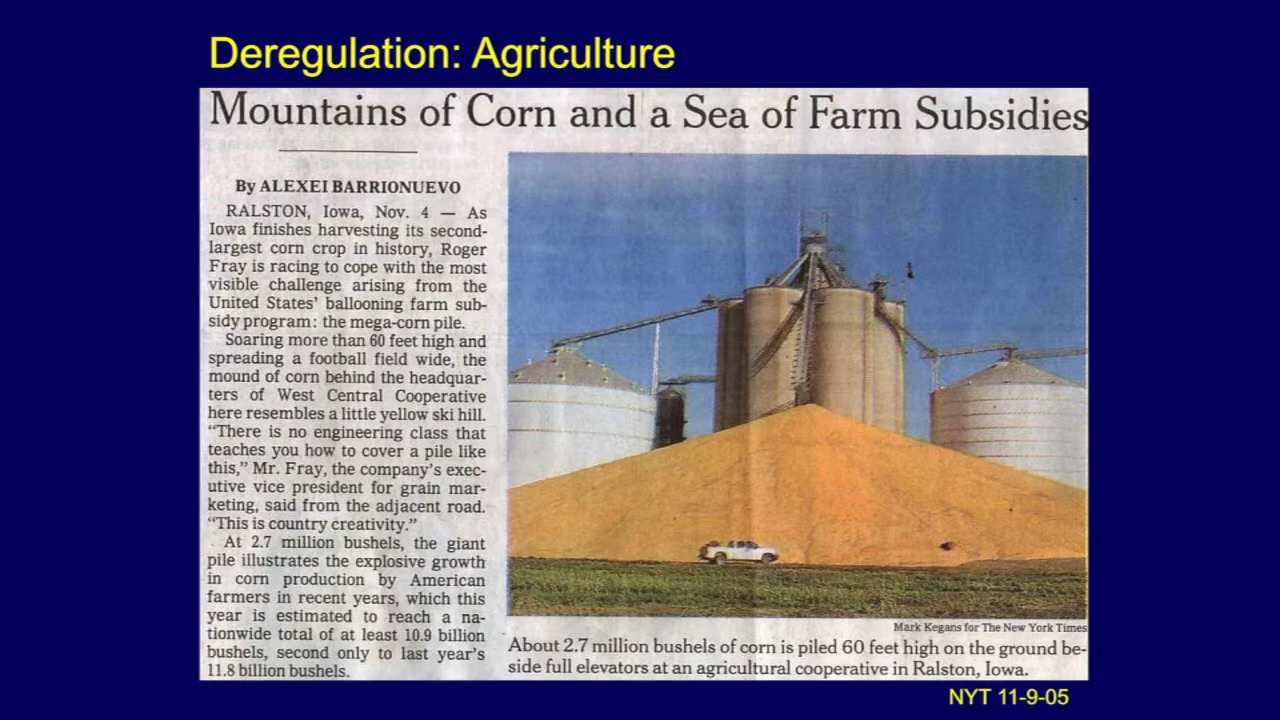 Deregulation: Agriculture
Mountains of Corn and a Sea of Farm Subsidies
By ALEXEI BARRIONUEVO
RALSTON, Iowa, Nov. 4 — As
Iowa finishes harvesting its second-
largest corn crop in history, Roger
Fray is racing to cope with the most
visible challenge arising from the
United States' ballooning farm sub-
sidy program: the mega-corn pile.
Soaring more than 60 feet high and
spreading a football field wide, the
mound of corn behind the headquar-
ters of West Central Cooperative
here resembles a little yellow ski hill.
"There is no engineering class that
teaches you how to cover a pile like
this," Mr. Fray, the company's exec-
utive vice president for grain mar-
keting, said from the adjacent road.
"This is country creativity."
At 2.7 million bushels, the giant
pile illustrates the explosive growth
in corn production by American
farmers in recent years, which this
year is estimated to reach a na-
tionwide total of at least 10.9 billion
bushels, second only to last year's
11.8 billion bushels.
Mark Kegans for The New York Times
About 2.7 million bushels of corn is piled 60 feet high on the ground be-
side full elevators at an agricultural cooperative in Ralston, Iowa.
NYT 11-9-05